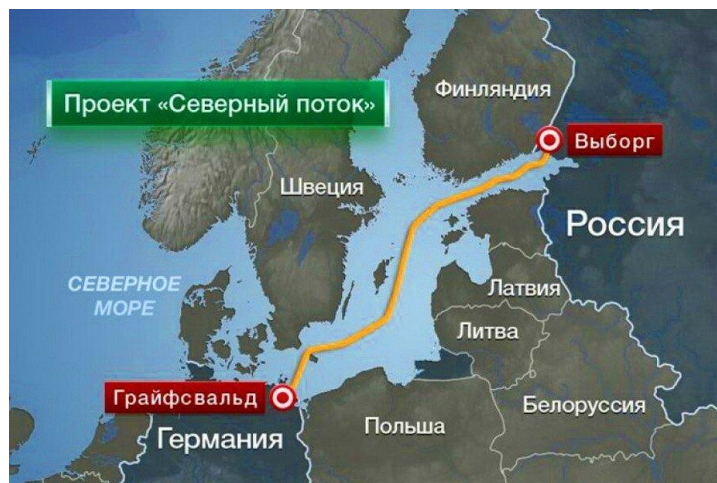 Проект «Северный поток»
Финляндия
Выборг
Швеция
Россия
СЕВЕРНОЕ
МОРЕ
Латвия
Литва
Грайфсвальд
Белоруссия
Польша
Германия